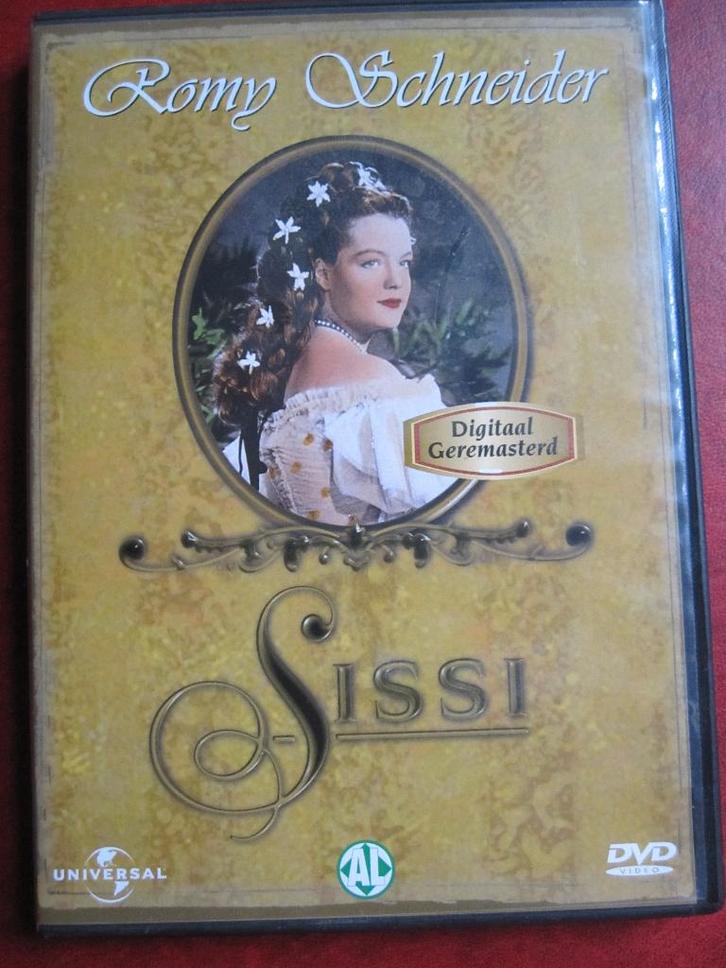 Romy Schneider
Digitaal
Geremasterd
SISSI
UNIVERSAL
AL
DVD
VIDEO